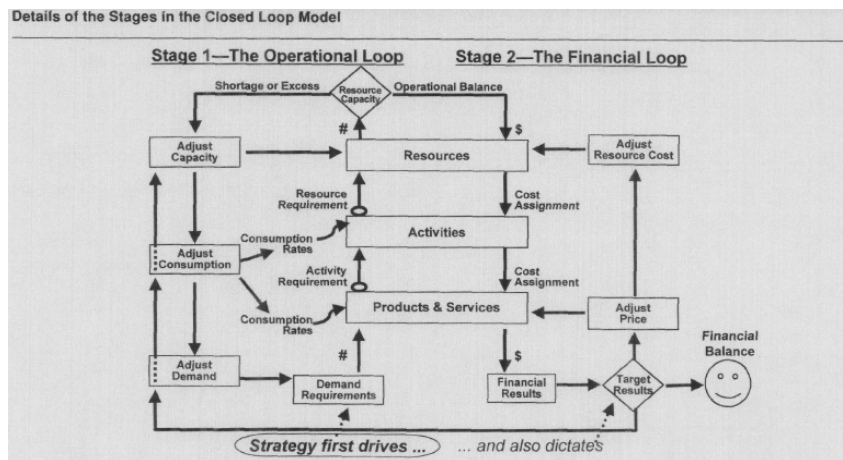 Details of the Stages in the Closed Loop Model
Stage 1—The Operational Loop
Stage 2—The Financial Loop
Shortage or Excess
Resource
Capacity
Operational Balance
#
$
Adjust
Capacity
Resources
Adjust
Resource Cost
Resource
Requirement
Cost
Assignment
Consumption
Rates
Activities
Adjust
Consumption
Activity
Requirement
Cost
Assignment
Products & Services
Consumption
Rates
Adjust
Price
Financial
Balance
#
$
Adjust
Demand
Demand
Requirements
Financial
Results
Target
Results
Strategy first drives ...
... and also dictates